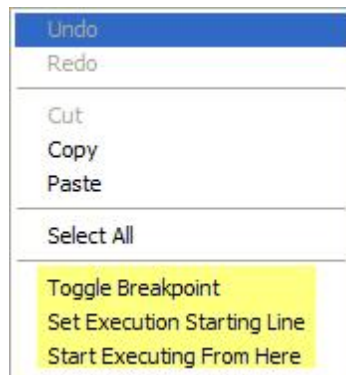 Undo
Redo
Cut
Copy
Paste
Select All
Toggle Breakpoint
Set Execution Starting Line
Start Executing From Here